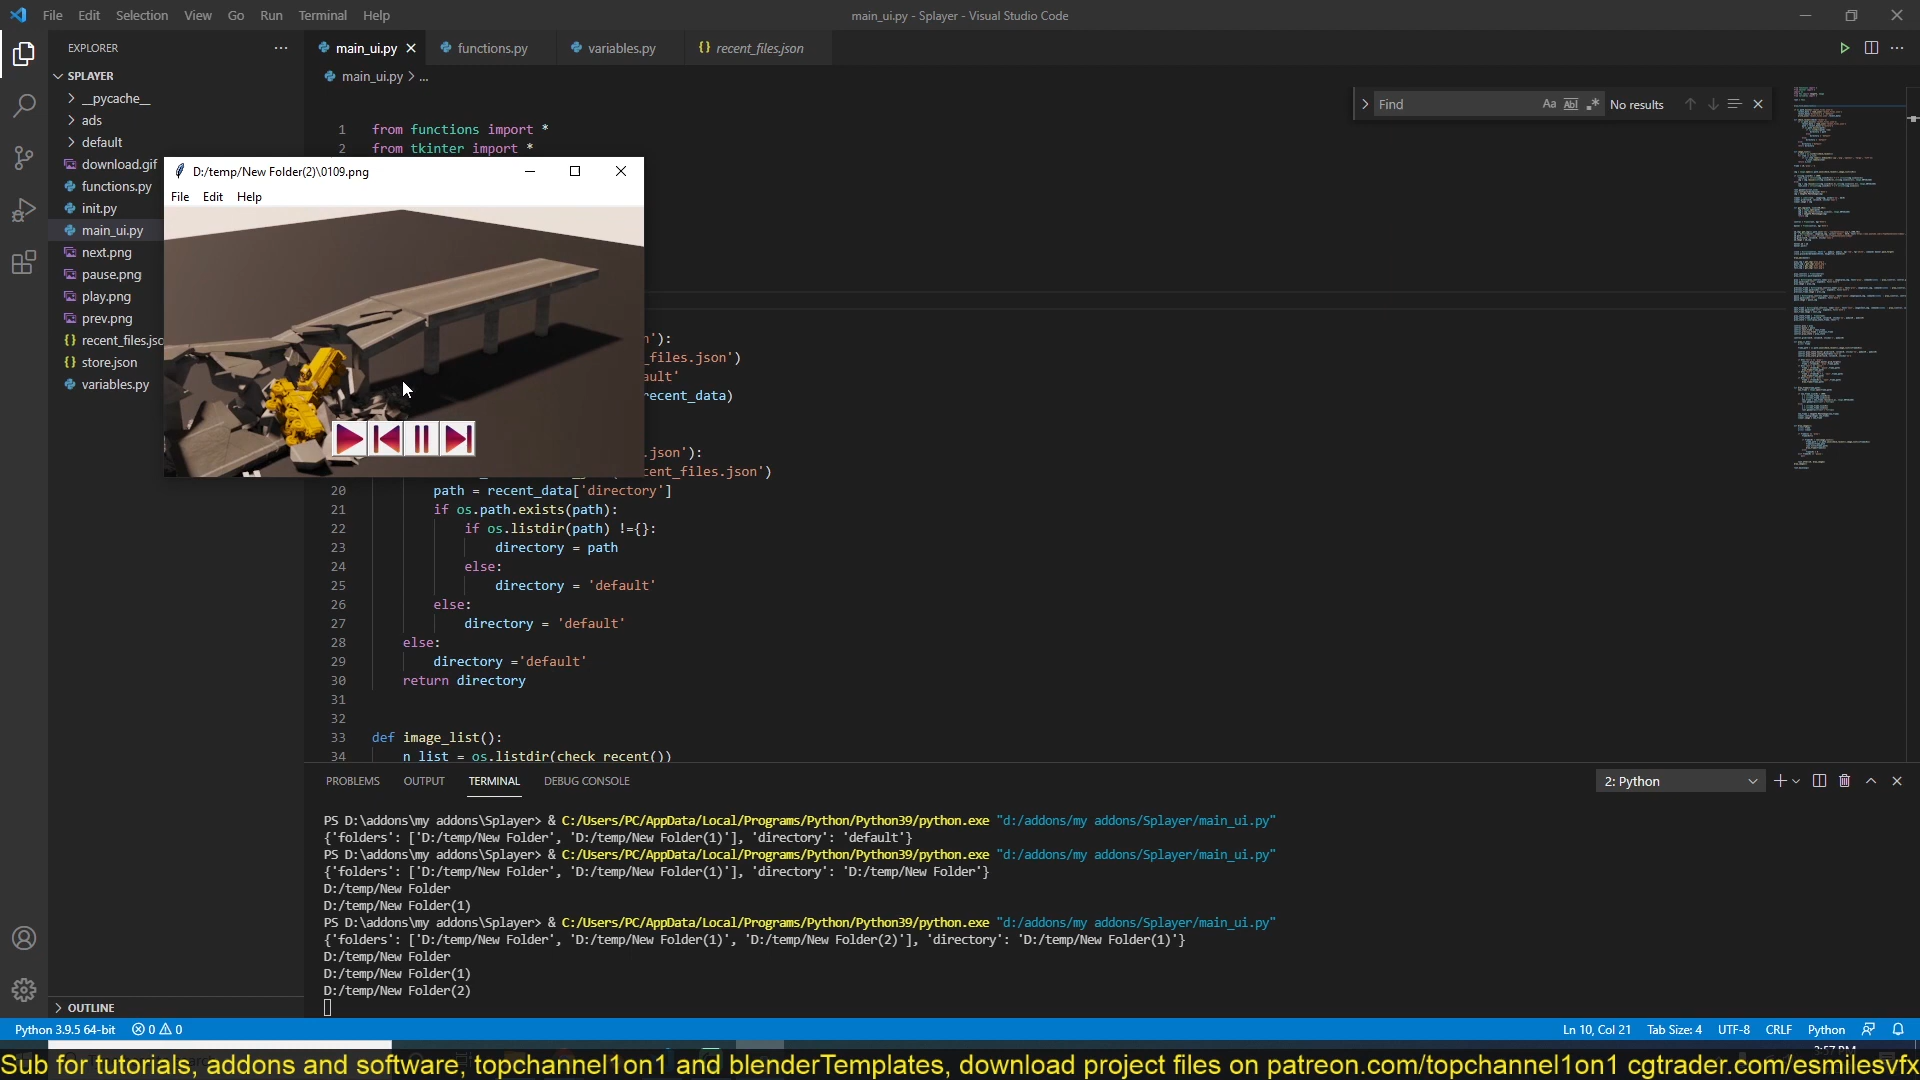 File Edit Selection View Go Run Terminal Help
main_ui.py - Splayer - Visual Studio Code
EXPLORER
main_ui.py
functions.py
variables.py
{} recent_files.json
SPLAYER
main_ui.py > ...
__pycache__
ads
default
download.gif
functions.py
init.py
main_ui.py
next.png
pause.png
play.png
prev.png
{} recent_files.jso
{} store.json
variables.py
Find
Aa Abl .* No results
1 from functions import *
2 from tkinter import *
D:/temp/New Folder(2)\0109.png
File Edit Help
n'):
_files.json')
ault'
recent_data)
.json'):
cent_files.json')
20 path = recent_data['directory']
21 if os.path.exists(path):
22 if os.listdir(path) !={}:
23 directory = path
24 else:
25 directory = 'default'
26 else:
27 directory = 'default'
28 else:
29 directory ='default'
30 return directory
31
32
33 def image_list():
34 n_list = os.listdir(check_recent())
PROBLEMS OUTPUT TERMINAL DEBUG CONSOLE
2: Python
PS D:\addons\my addons\Splayer> & C:/Users/PC/AppData/Local/Programs/Python/Python39/python.exe "d:/addons/my addons/Splayer/main_ui.py"
{'folders': ['D:/temp/New Folder', 'D:/temp/New Folder(1)'], 'directory': 'default'}
PS D:\addons\my addons\Splayer> & C:/Users/PC/AppData/Local/Programs/Python/Python39/python.exe "d:/addons/my addons/Splayer/main_ui.py"
{'folders': ['D:/temp/New Folder', 'D:/temp/New Folder(1)'], 'directory': 'D:/temp/New Folder'}
D:/temp/New Folder
D:/temp/New Folder(1)
PS D:\addons\my addons\Splayer> & C:/Users/PC/AppData/Local/Programs/Python/Python39/python.exe "d:/addons/my addons/Splayer/main_ui.py"
{'folders': ['D:/temp/New Folder', 'D:/temp/New Folder(1)', 'D:/temp/New Folder(2)'], 'directory': 'D:/temp/New Folder(1)'}
D:/temp/New Folder
D:/temp/New Folder(1)
D:/temp/New Folder(2)
OUTLINE
Python 3.9.5 64-bit 0 0
Ln 10, Col 21 Tab Size: 4 UTF-8 CRLF Python
Sub for tutorials, addons and software, topchannel1on1 and blenderTemplates, download project files on patreon.com/topchannel1on1 cgtrader.com/esmilesvfx